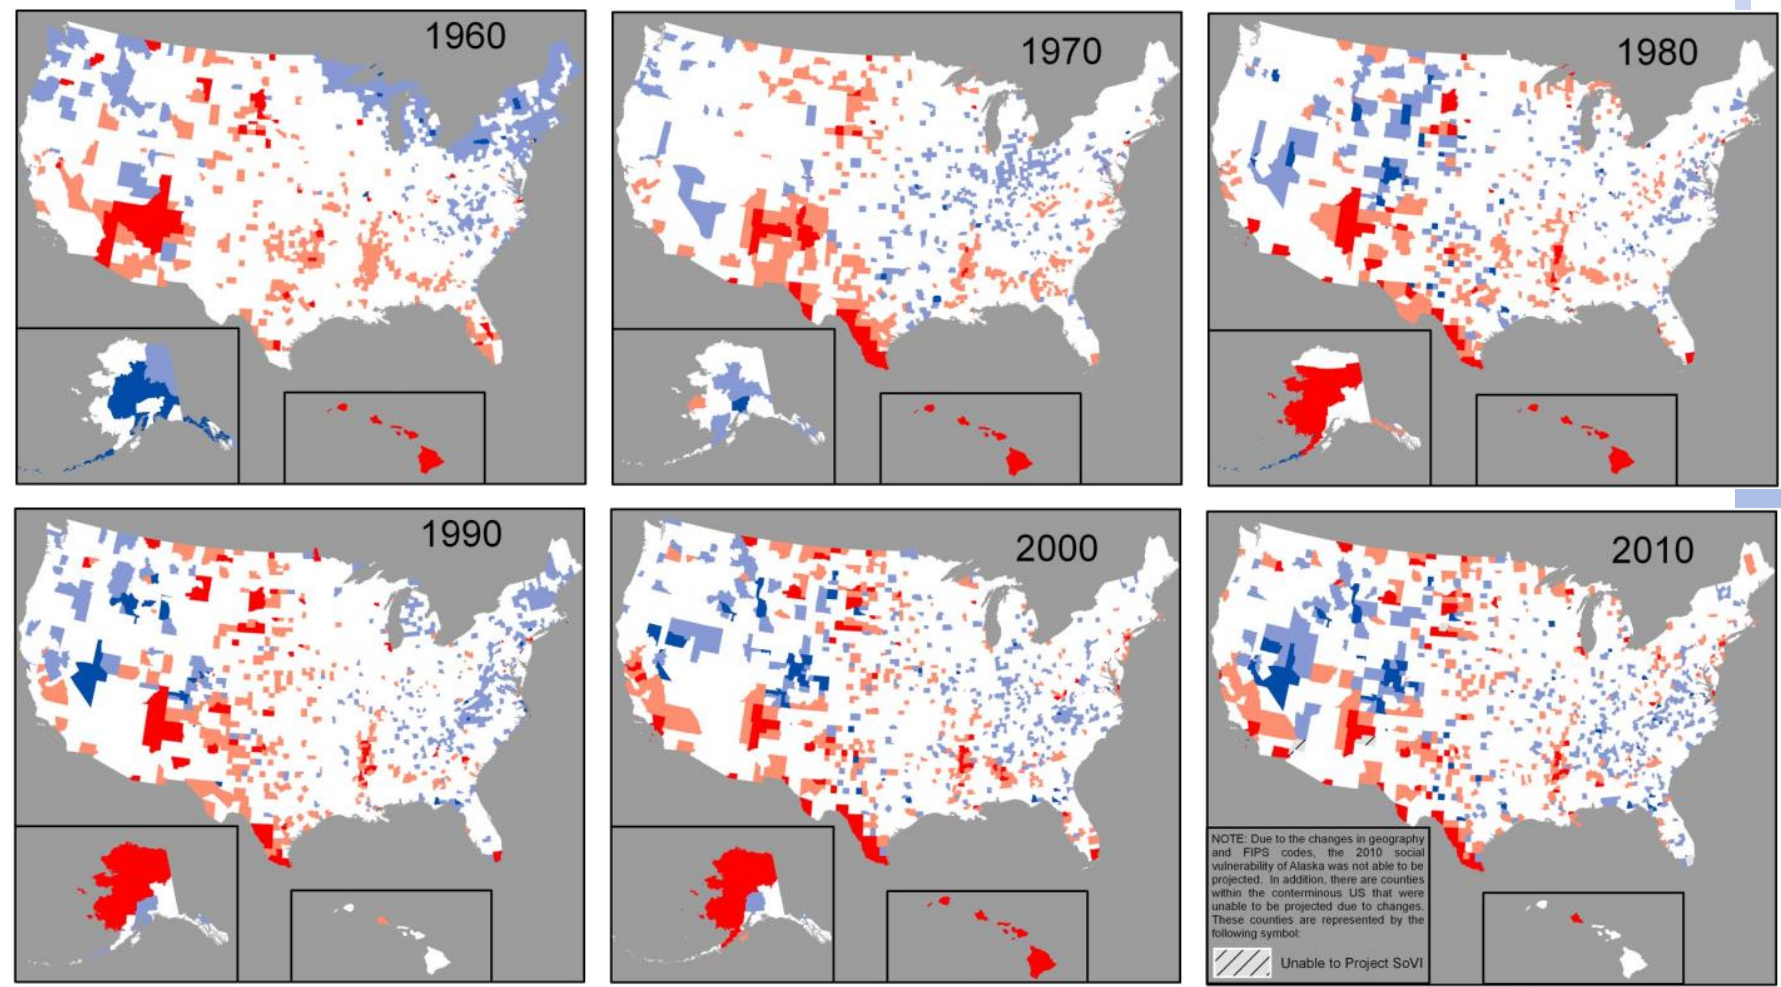 1960
1970
1980
1990
2000
2010
NOTE: Due to the changes in geography
and FIPS codes, the 2010 social
vulnerability of Alaska was not able to be
projected. In addition, there are counties
within the conterminous US that were
unable to be projected due to changes.
These counties are represented by the
following symbol:
Unable to Project SoVI